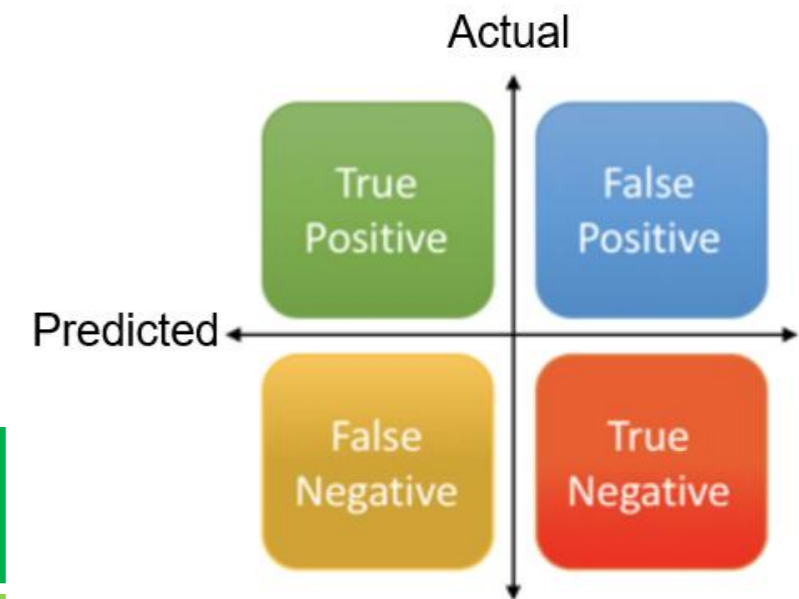 Actual
True
Positive
False
Positive
Predicted
False
Negative
True
Negative